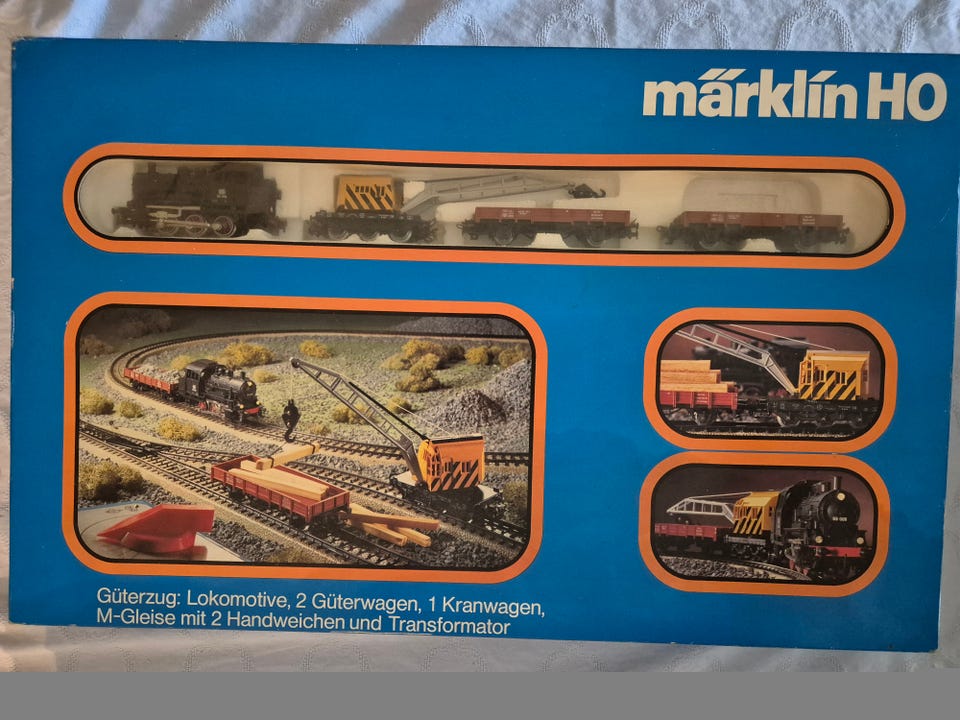 märklin HO
Güterzug: Lokomotive, 2 Güterwagen, 1 Kranwagen,
M-Gleise mit 2 Handweichen und Transformator